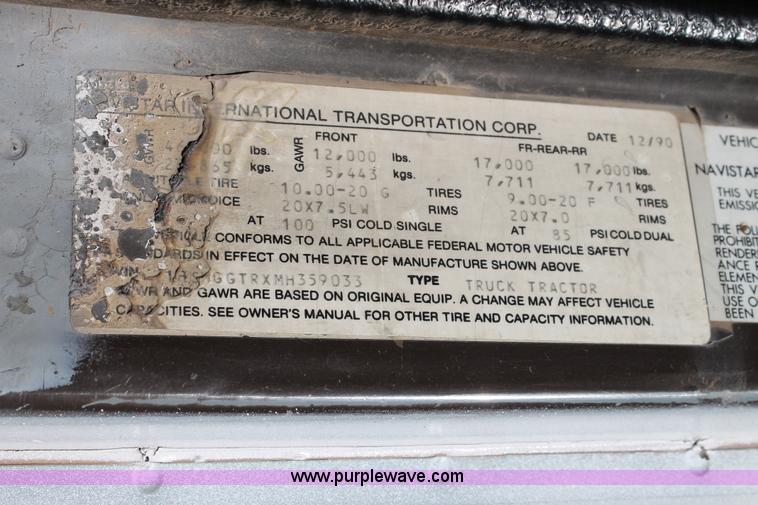 INTERNATIONAL TRANSPORTATION CORP.
DATE 12/90
FRONT
FR-REAR-RR
GVWR lbs. GAWR 12,000 lbs. 17,000 17,000 lbs.
kgs. 5,443 kgs. 7,711 7,711 kgs.
TIRE 10.00-20 G TIRES 9.00-20 F TIRES
20X7.5LW RIMS 20X7.0 RIMS
AT 100 PSI COLD SINGLE AT 85 PSI COLD DUAL
CONFORMS TO ALL APPLICABLE FEDERAL MOTOR VEHICLE SAFETY
IN EFFECT ON THE DATE OF MANUFACTURE SHOWN ABOVE.
VIN GGTRXMH359033 TYPE TRUCK TRACTOR
AND GAWR ARE BASED ON ORIGINAL EQUIP. A CHANGE MAY AFFECT VEHICLE
CAPACITIES. SEE OWNER'S MANUAL FOR OTHER TIRE AND CAPACITY INFORMATION.
VEHIC
NAVISTAR
THIS VE
EMISSIO
THE FOL
PROHIBIT
RENDERI
ANCE
ELEMEN
USE O
BEEN
www.purplewave.com